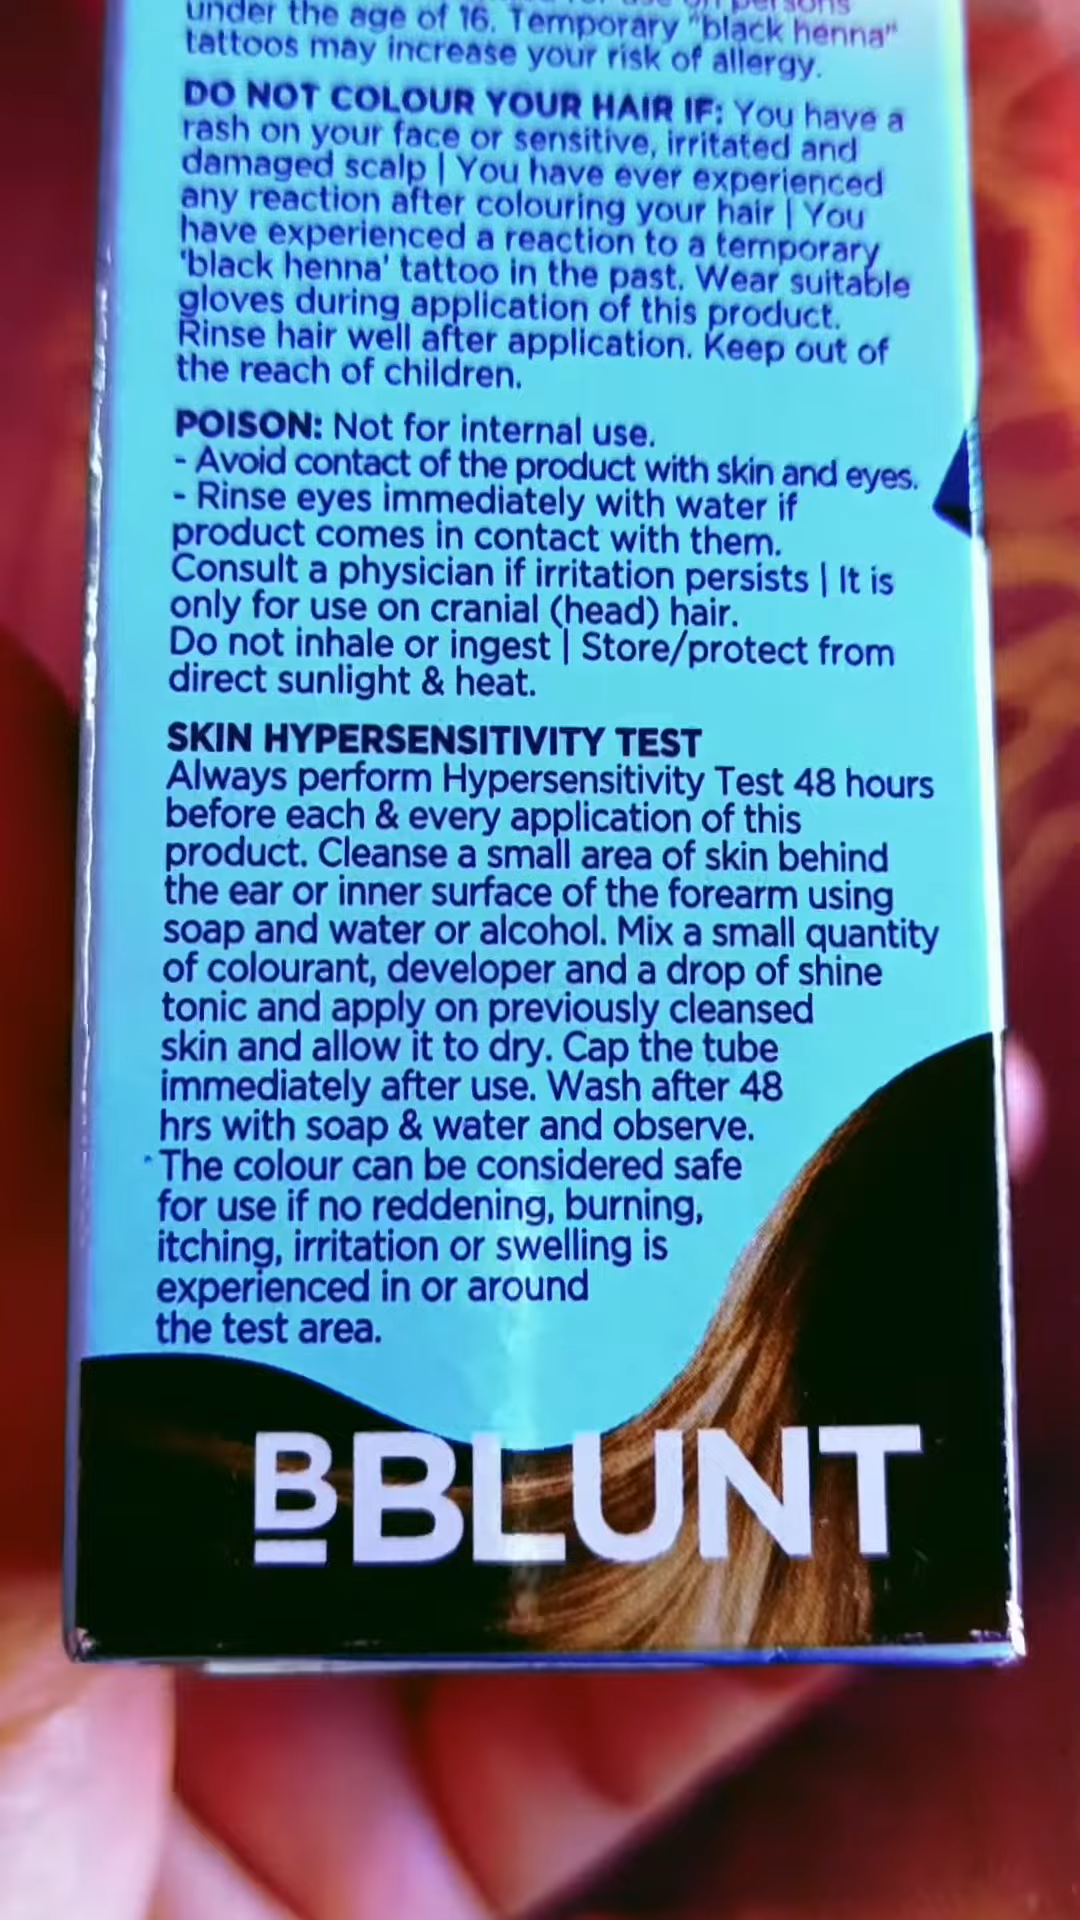 persons
under the age of 16. Temporary "black henna"
tattoos may increase your risk of allergy.
DO NOT COLOUR YOUR HAIR IF: You have a
rash on your face or sensitive, irritated and
damaged scalp | You have ever experienced
any reaction after colouring your hair | You
have experienced a reaction to a temporary
'black henna' tattoo in the past. Wear suitable
gloves during application of this product.
Rinse hair well after application. Keep out of
the reach of children.
POISON: Not for internal use.
- Avoid contact of the product with skin and eyes.
- Rinse eyes immediately with water if
product comes in contact with them.
Consult a physician if irritation persists | It is
only for use on cranial (head) hair.
Do not inhale or ingest | Store/protect from
direct sunlight & heat.
SKIN HYPERSENSITIVITY TEST
Always perform Hypersensitivity Test 48 hours
before each & every application of this
product. Cleanse a small area of skin behind
the ear or inner surface of the forearm using
soap and water or alcohol. Mix a small quantity
of colourant, developer and a drop of shine
tonic and apply on previously cleansed
skin and allow it to dry. Cap the tube
immediately after use. Wash after 48
hrs with soap & water and observe.
The colour can be considered safe
for use if no reddening, burning,
itching, irritation or swelling is
experienced in or around
the test area.
BBLUNT